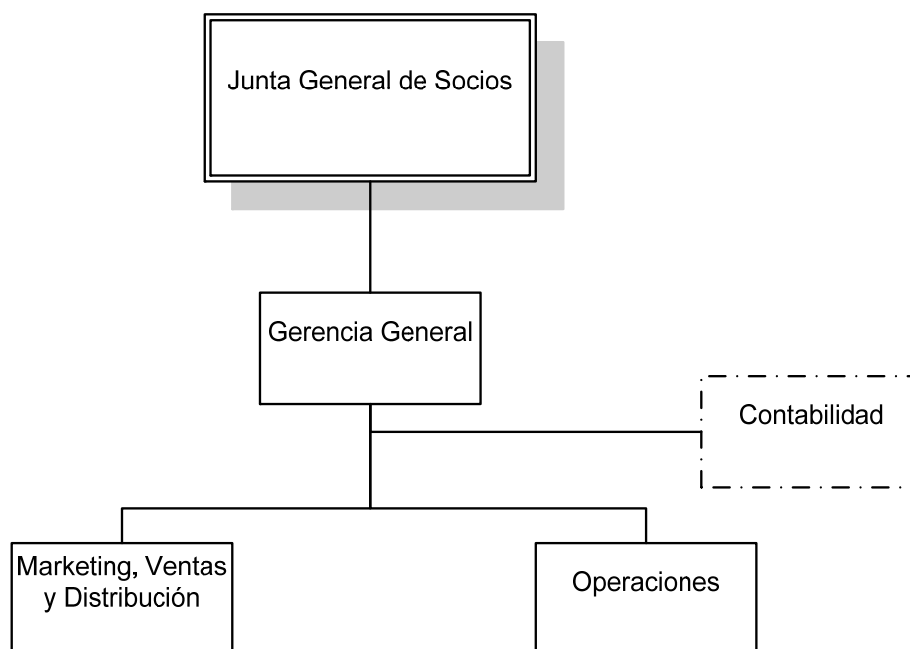 Junta General de Socios
Gerencia General
Contabilidad
Marketing, Ventas
y Distribución
Operaciones